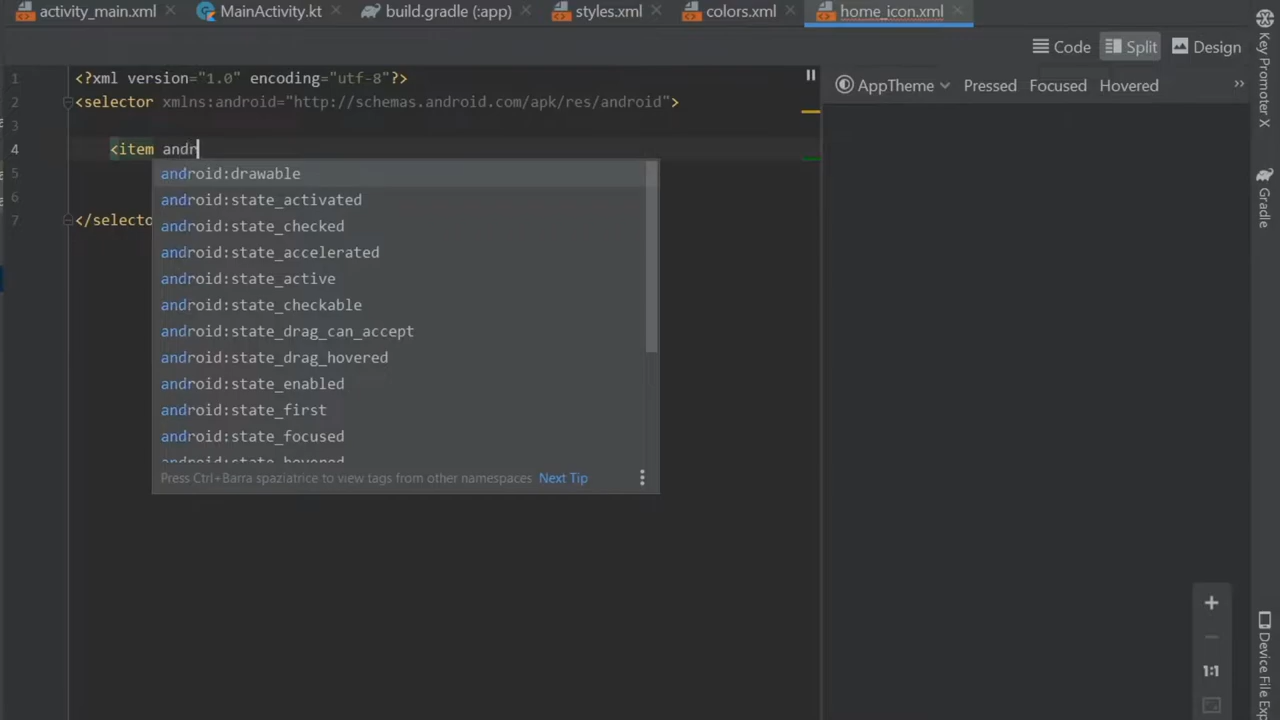 activity_main.xml MainActivity.kt build.gradle (:app) styles.xml colors.xml home_icon.xml
Code Split Design
AppTheme Pressed Focused Hovered »
1 <?xml version="1.0" encoding="utf-8"?>
2 <selector xmlns:android="http://schemas.android.com/apk/res/android">
3
4 <item andr
5
6
7 </selecto
android:drawable
android:state_activated
android:state_checked
android:state_accelerated
android:state_active
android:state_checkable
android:state_drag_can_accept
android:state_drag_hovered
android:state_enabled
android:state_first
android:state_focused
android:state_hovered
Press Ctrl+Barra spaziatrice to view tags from other namespaces Next Tip
1:1
Key Promoter X
Gradle
Device File Exp